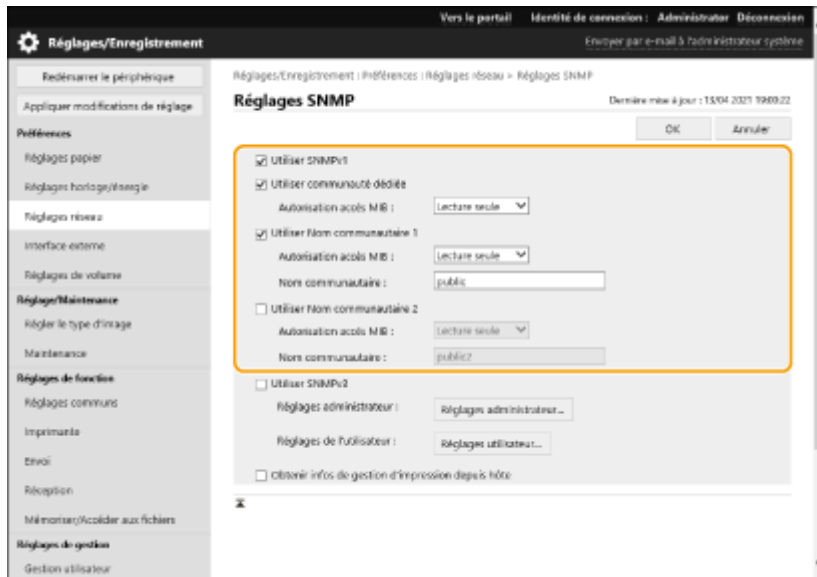 Vers le portail Identité de connexion : Administrator Déconnexion
Réglages/Enregistrement
Envoyer par e-mail à l'administrateur système
Redémarrer le périphérique
Appliquer modifications de réglage
Préférences
Réglages papier
Réglages horloge/énergie
Réglages réseau
Interface externe
Réglages de volume
Réglage/Maintenance
Régler le type d'image
Maintenance
Réglages de fonction
Réglages communs
Imprimante
Envoi
Réception
Mémoriser/Accéder aux fichiers
Réglages de gestion
Gestion utilisateur
Réglages/Enregistrement : Préférences : Réglages réseau > Réglages SNMP
Réglages SNMP
Dernière mise à jour : 13/04 2021 19:00:22
OK Annuler
Utiliser SNMPv1
Utiliser communauté dédiée
Autorisation accès MIB : Lecture seule
Utiliser Nom communautaire 1
Autorisation accès MIB : Lecture seule
Nom communautaire : public
Utiliser Nom communautaire 2
Autorisation accès MIB : Lecture seule
Nom communautaire : public2
Utiliser SNMPv3
Réglages administrateur : Réglages administrateur...
Réglages de l'utilisateur : Réglages utilisateur...
Obtenir infos de gestion d'impression depuis hôte